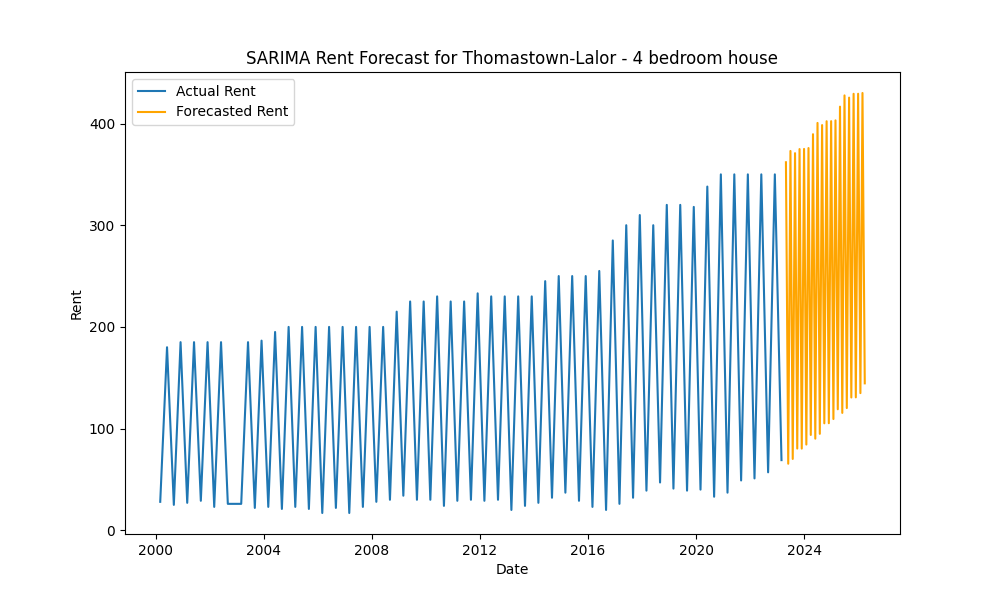 SARIMA Rent Forecast for Thomastown-Lalor - 4 bedroom house
Actual Rent
Forecasted Rent
400
300
200
100
0
Rent
2000 2004 2008 2012 2016 2020 2024
Date